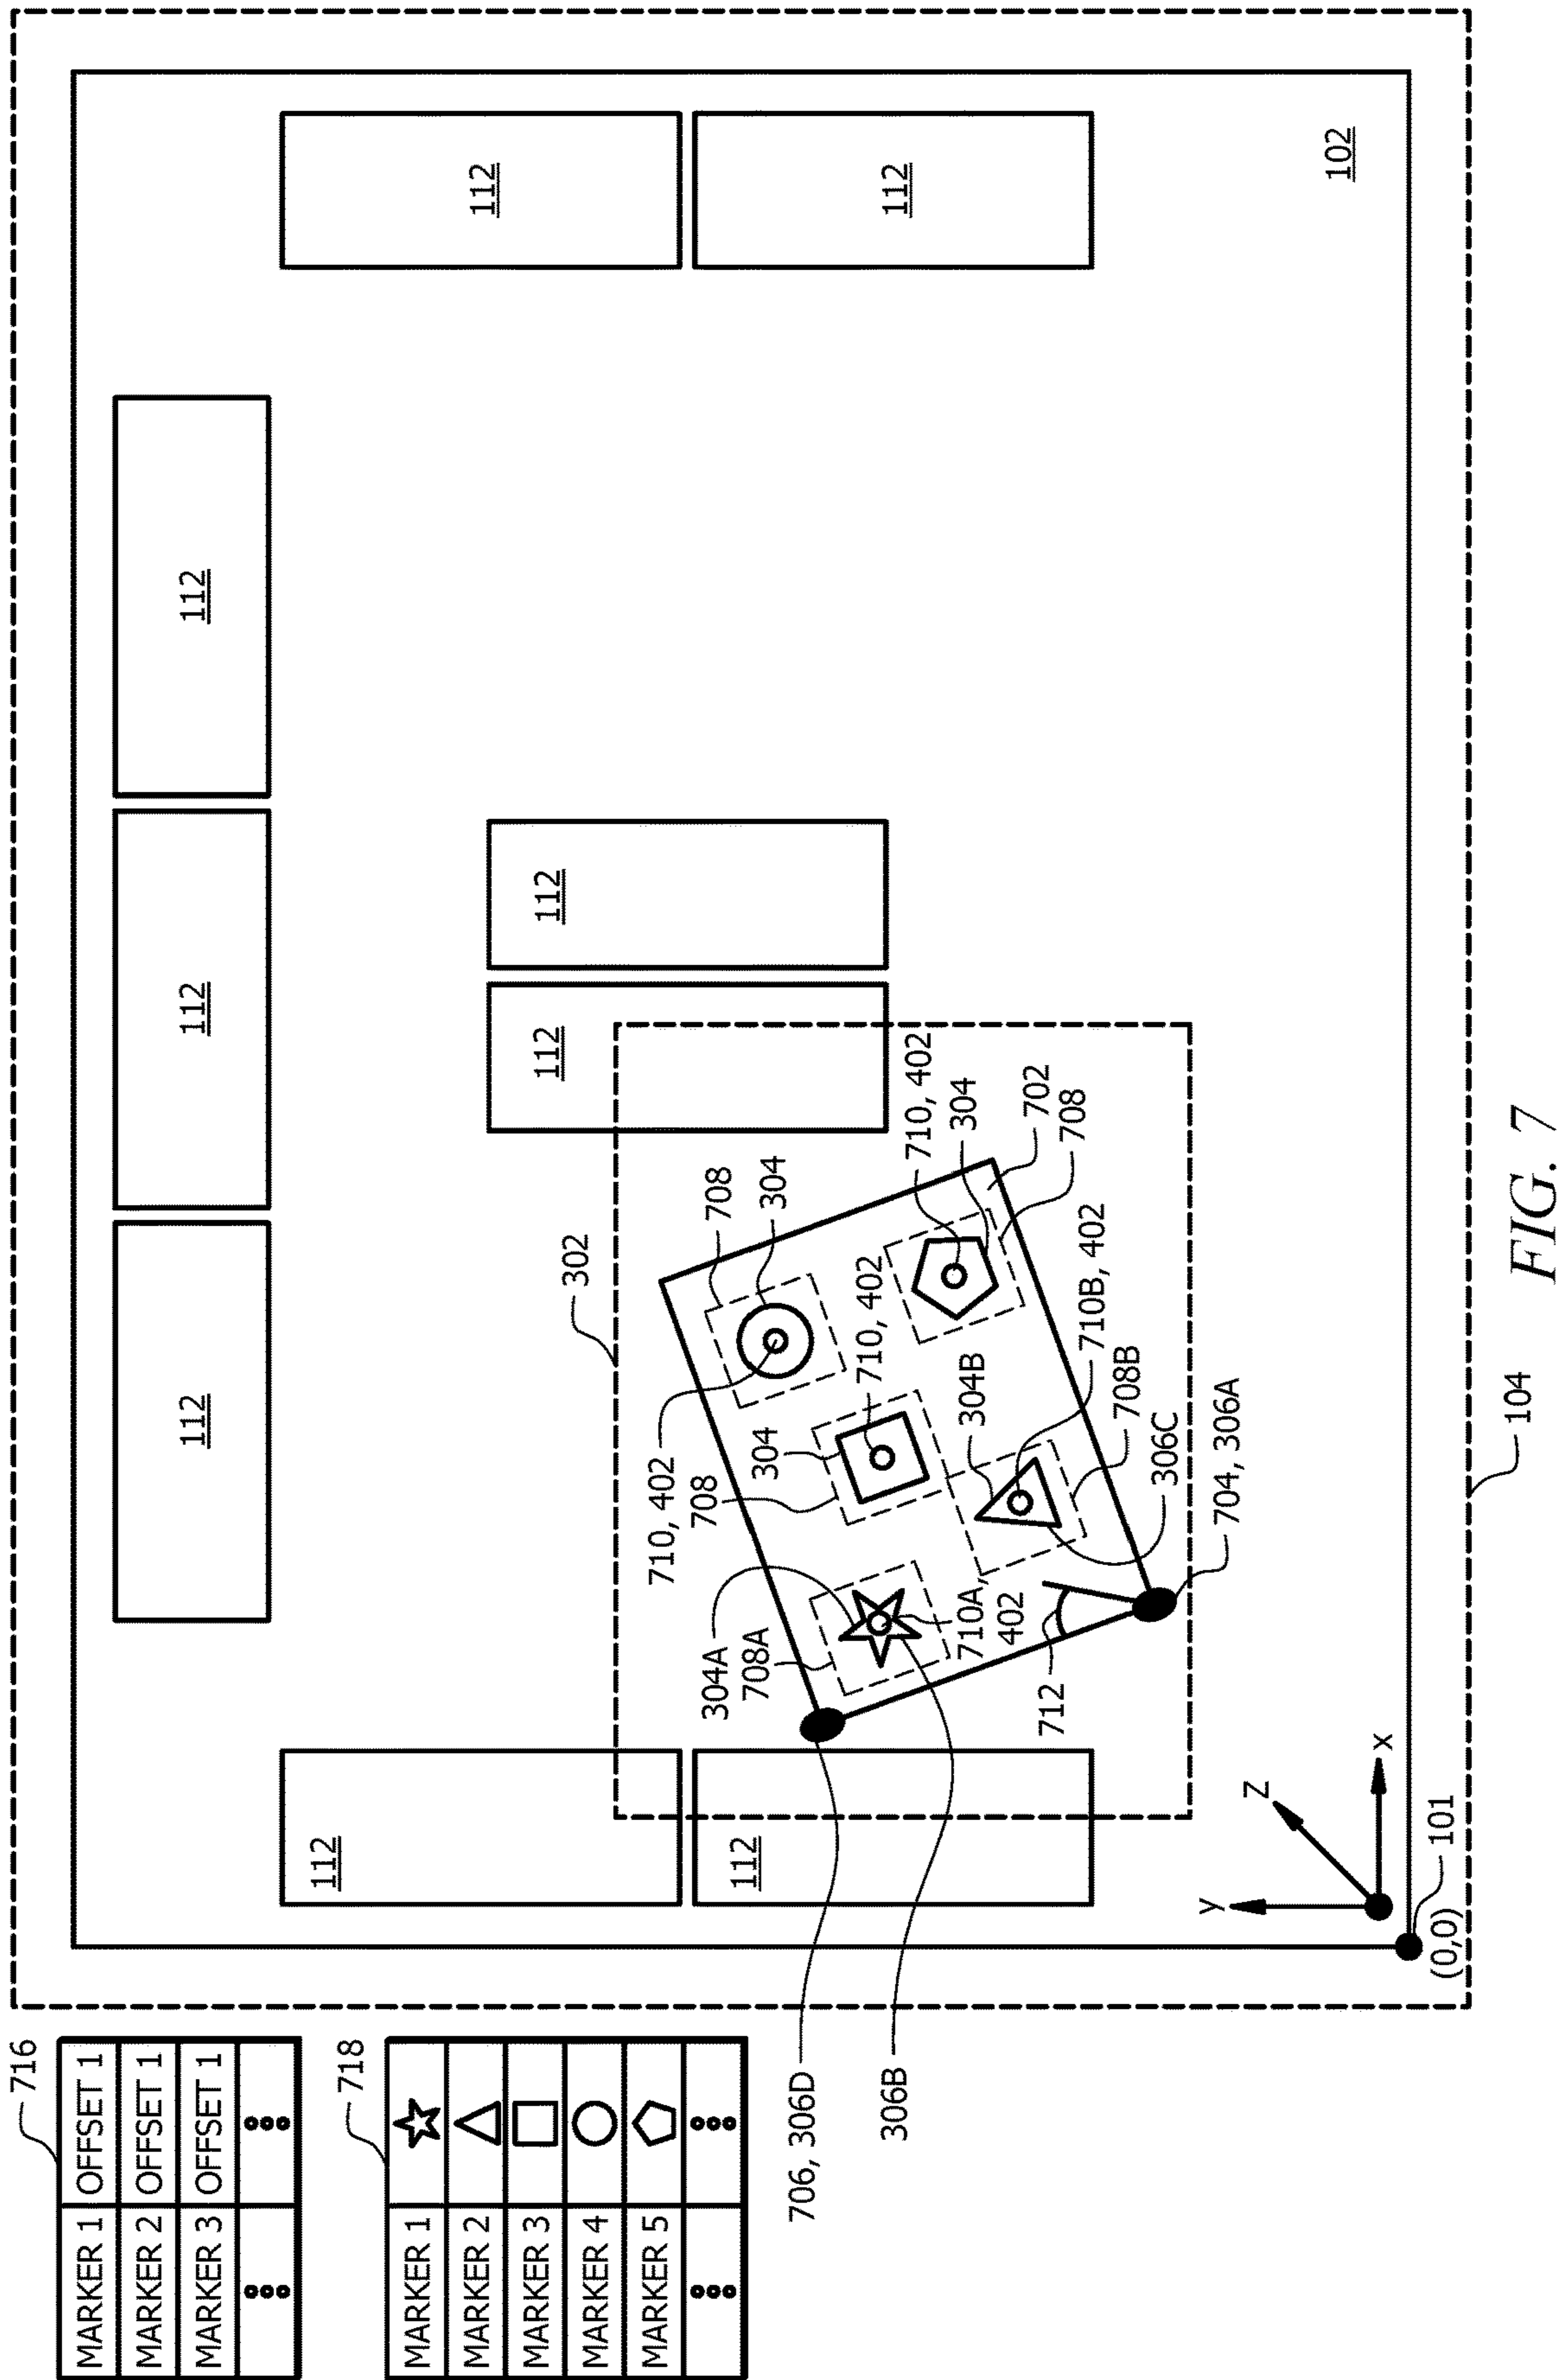 716
MARKER 1 OFFSET 1
MARKER 2 OFFSET 1
MARKER 3 OFFSET 1
718
MARKER 1
MARKER 2
MARKER 3
MARKER 4
MARKER 5
706, 306D
306B
112
112
112
112
112
112
112
112
112
102
302
304A
708A
710A,
402
710, 402
708
304
710, 402
708
304
710, 402
304
702
708
304B
710B, 402
708B
306C
704, 306A
712
y
Z
x
101
(0,0)
104
FIG. 7